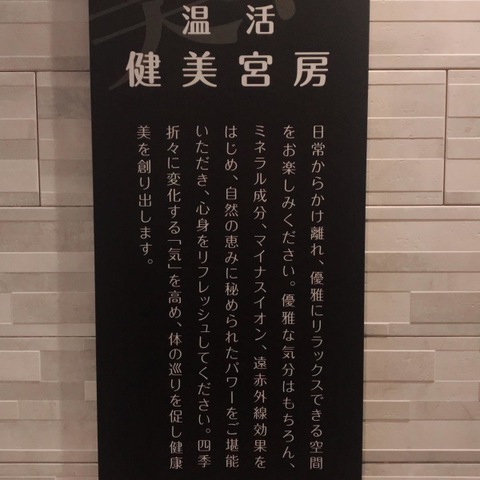 温活
健美宮房
日常からかけ離れ、優雅にリラックスできる空間
をお楽しみください。優雅な気分はもちろん、
ミネラル成分、マイナスイオン、遠赤外線効果を
はじめ、自然の恵みに秘められたパワーをご堪能
いただき、心身をリフレッシュしてください。四季
折々に変化する「気」を高め、体の巡りを促し健康
美を創り出します。